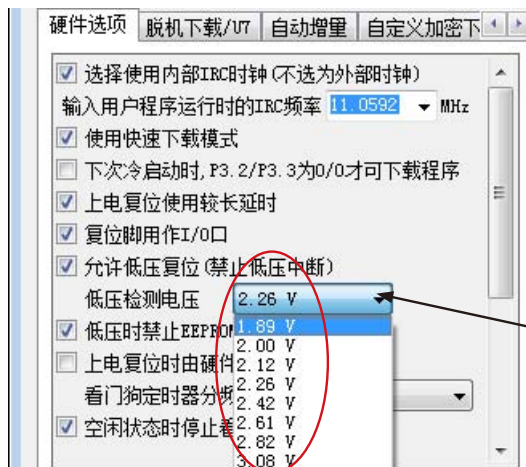 硬件选项 脱机下载/U7 自动增量 自定义加密下
选择使用内部IRC时钟(不选为外部时钟)
输入用户程序运行时的IRC频率 11.0592 MHz
使用快速下载模式
下次冷启动时,P3.2/P3.3为0/0才可下载程序
上电复位使用较长延时
复位脚用作I/O口
允许低压复位(禁止低压中断)
低压检测电压 2.26 V
低压时禁止EEPRO
1.89 V
2.00 V
上电复位时由硬件
2.12 V
2.26 V
看门狗定时器分频
2.42 V
空闲状态时停止看
2.61 V
2.82 V
3.08 V